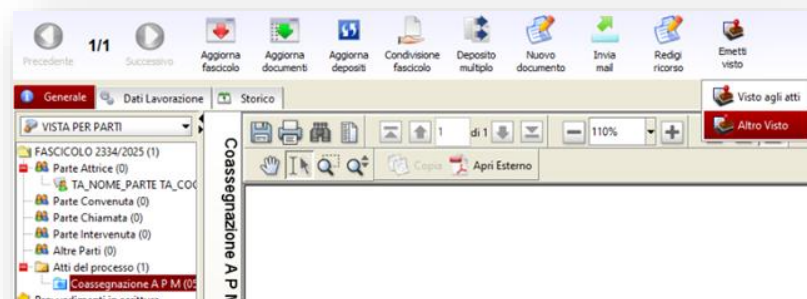 1/1
Precedente
Successivo
Aggiorna fascicolo
Aggiorna documenti
Aggiorna depositi
Condivisione fascicolo
Deposito multiplo
Nuovo documento
Invia mail
Redigi ricorso
Emetti visto
Visto agli atti
Altro Visto
Generale
Dati Lavorazione
Storico
VISTA PER PARTI
FASCICOLO 2334/2025 (1)
Parte Attrice (0)
TA_NOME_PARTE TA_COG
Parte Convenuta (0)
Parte Chiamata (0)
Parte Intervenuta (0)
Altre Parti (0)
Atti del processo (1)
Coassegnazione A P M (05
Coassegnazione A P M
1
di 1
110%
Copia
Apri Esterno